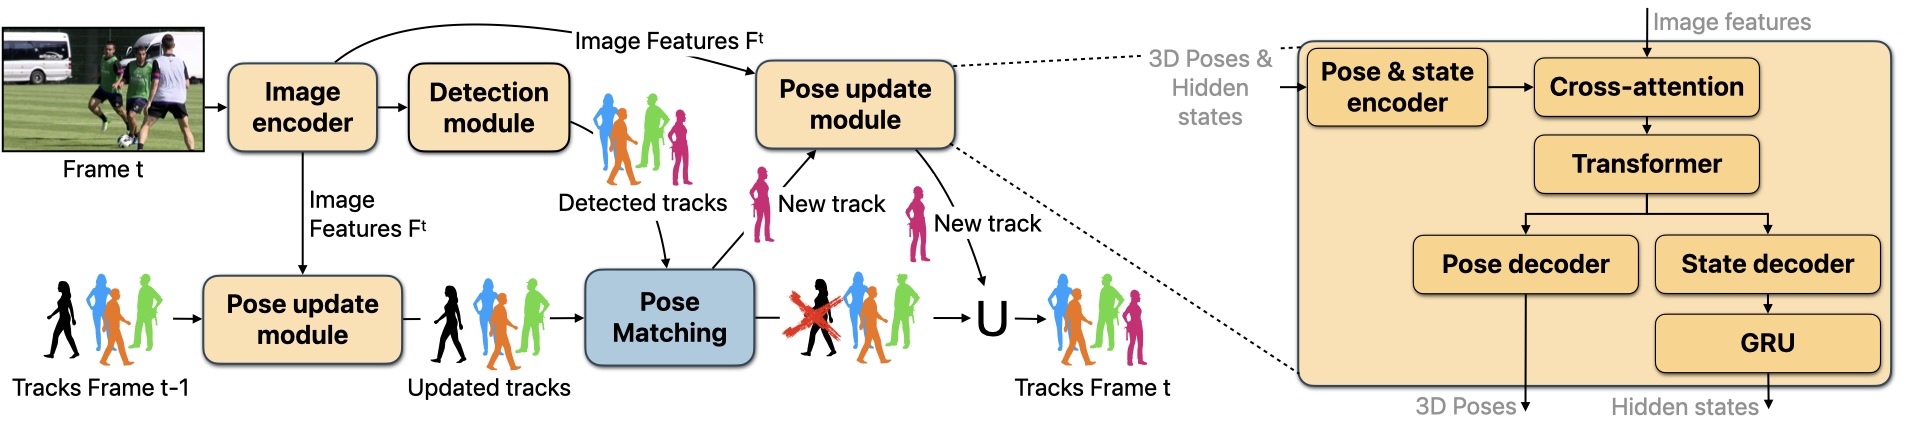 Frame t
Image
encoder
Detection
module
Image Features Fᵗ
Pose update
module
Image
Features Fᵗ
Detected tracks
New track
New track
Tracks Frame t-1
Pose update
module
Updated tracks
Pose
Matching
U
Tracks Frame t
3D Poses &
Hidden
states
Image features
Pose & state
encoder
Cross-attention
Transformer
Pose decoder
State decoder
GRU
3D Poses
Hidden states